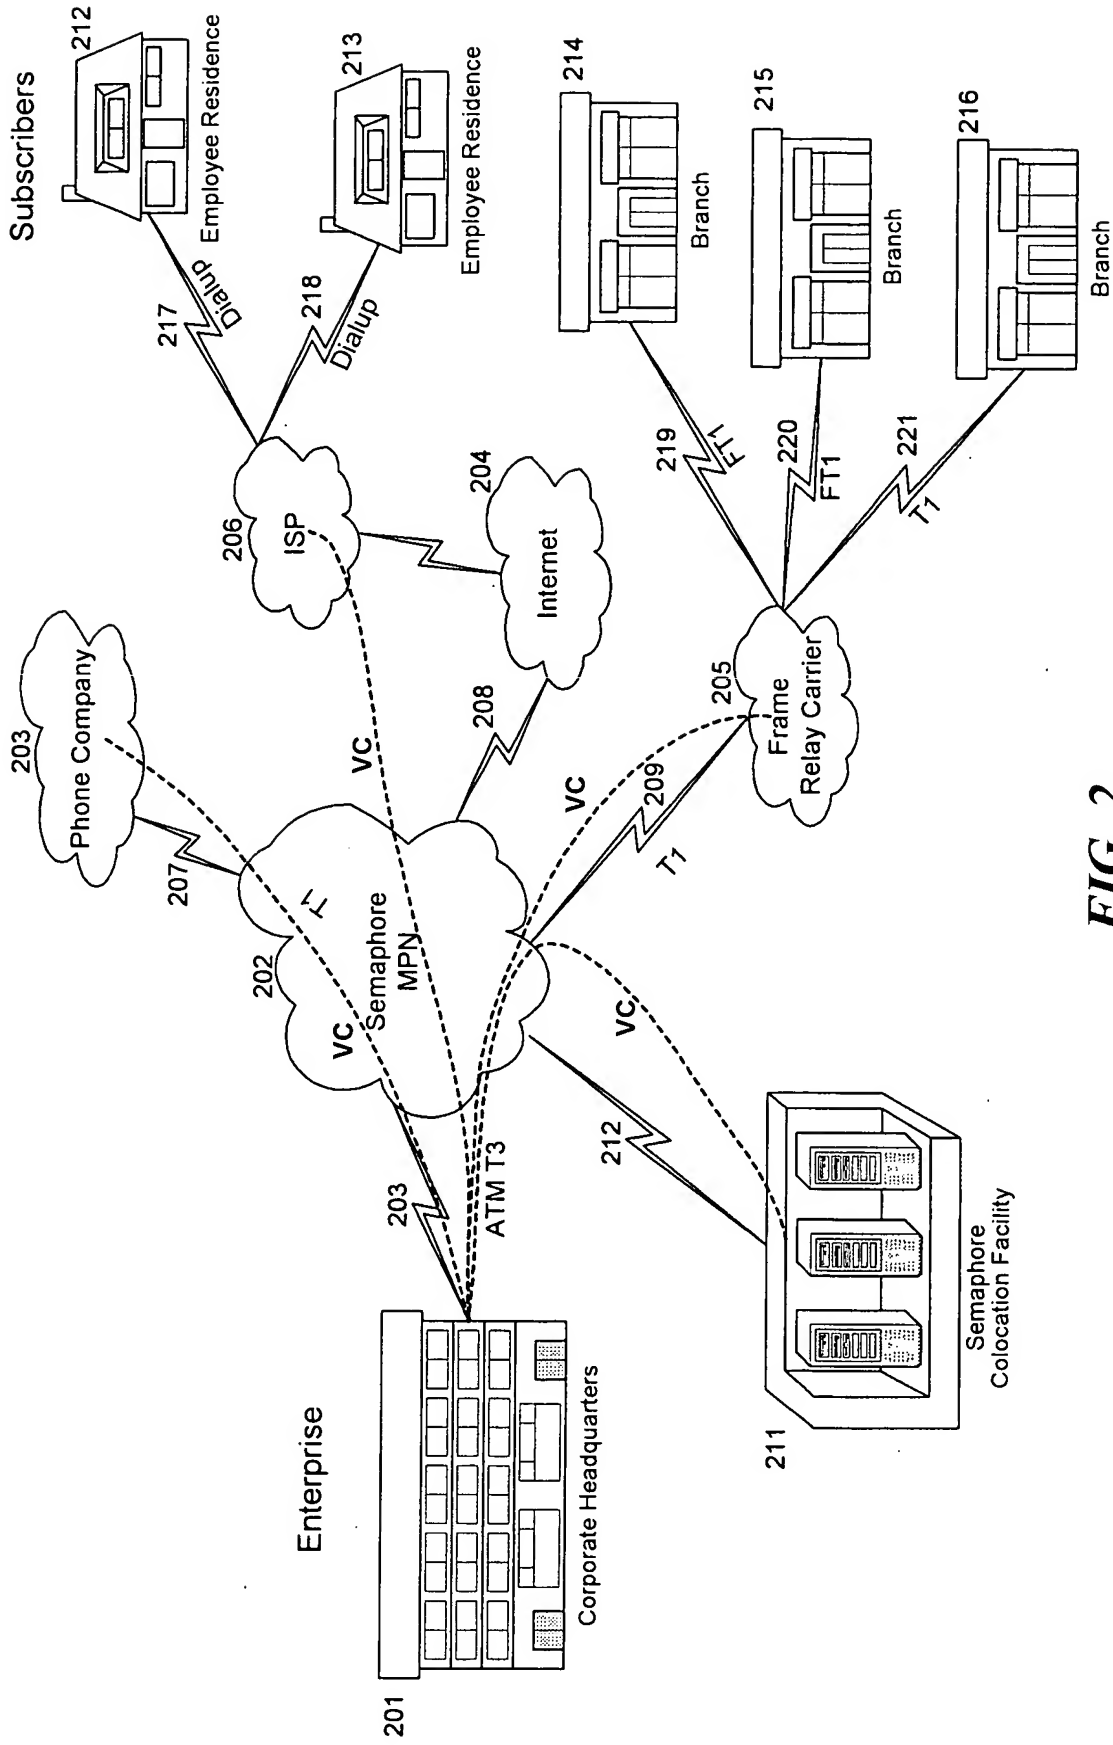 Subscribers
212
Employee Residence
213
Employee Residence
217
Dialup
218
Dialup
206
ISP
204
Internet
203
Phone Company
207
T1
202
Semaphore
MPN
VC
VC
208
214
Branch
215
Branch
216
Branch
219
FT1
220
FT1
221
T1
205
Frame
Relay Carrier
VC
209
T1
VC
203
ATM T3
212
Enterprise
201
Corporate Headquarters
211
Semaphore
Colocation Facility
FIG. 2